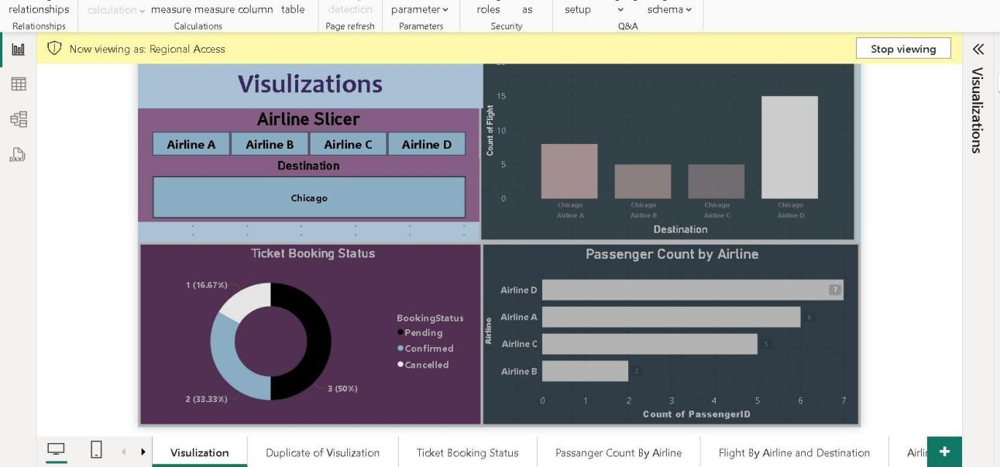 relationships
calculation measure measure column table
detection
parameter
roles as
setup
schema
Relationships
Calculations
Page refresh
Parameters
Security
Q&A
Now viewing as: Regional Access
Stop viewing
Visualizations
Visulizations
Airline Slicer
Airline A Airline B Airline C Airline D
Destination
Chicago
Count of Flight
15
10
5
0
Chicago Chicago Chicago Chicago
Airline A Airline B Airline C Airline D
Destination
Ticket Booking Status
1 (16.67%)
2 (33.33%)
3 (50%)
BookingStatus
Pending
Confirmed
Cancelled
Passenger Count by Airline
Airline
Airline D 7
Airline A 6
Airline C 5
Airline B 2
0 1 2 3 4 5 6 7
Count of PassengerID
Visulization
Duplicate of Visulization
Ticket Booking Status
Passanger Count By Airline
Flight By Airline and Destination
DAX